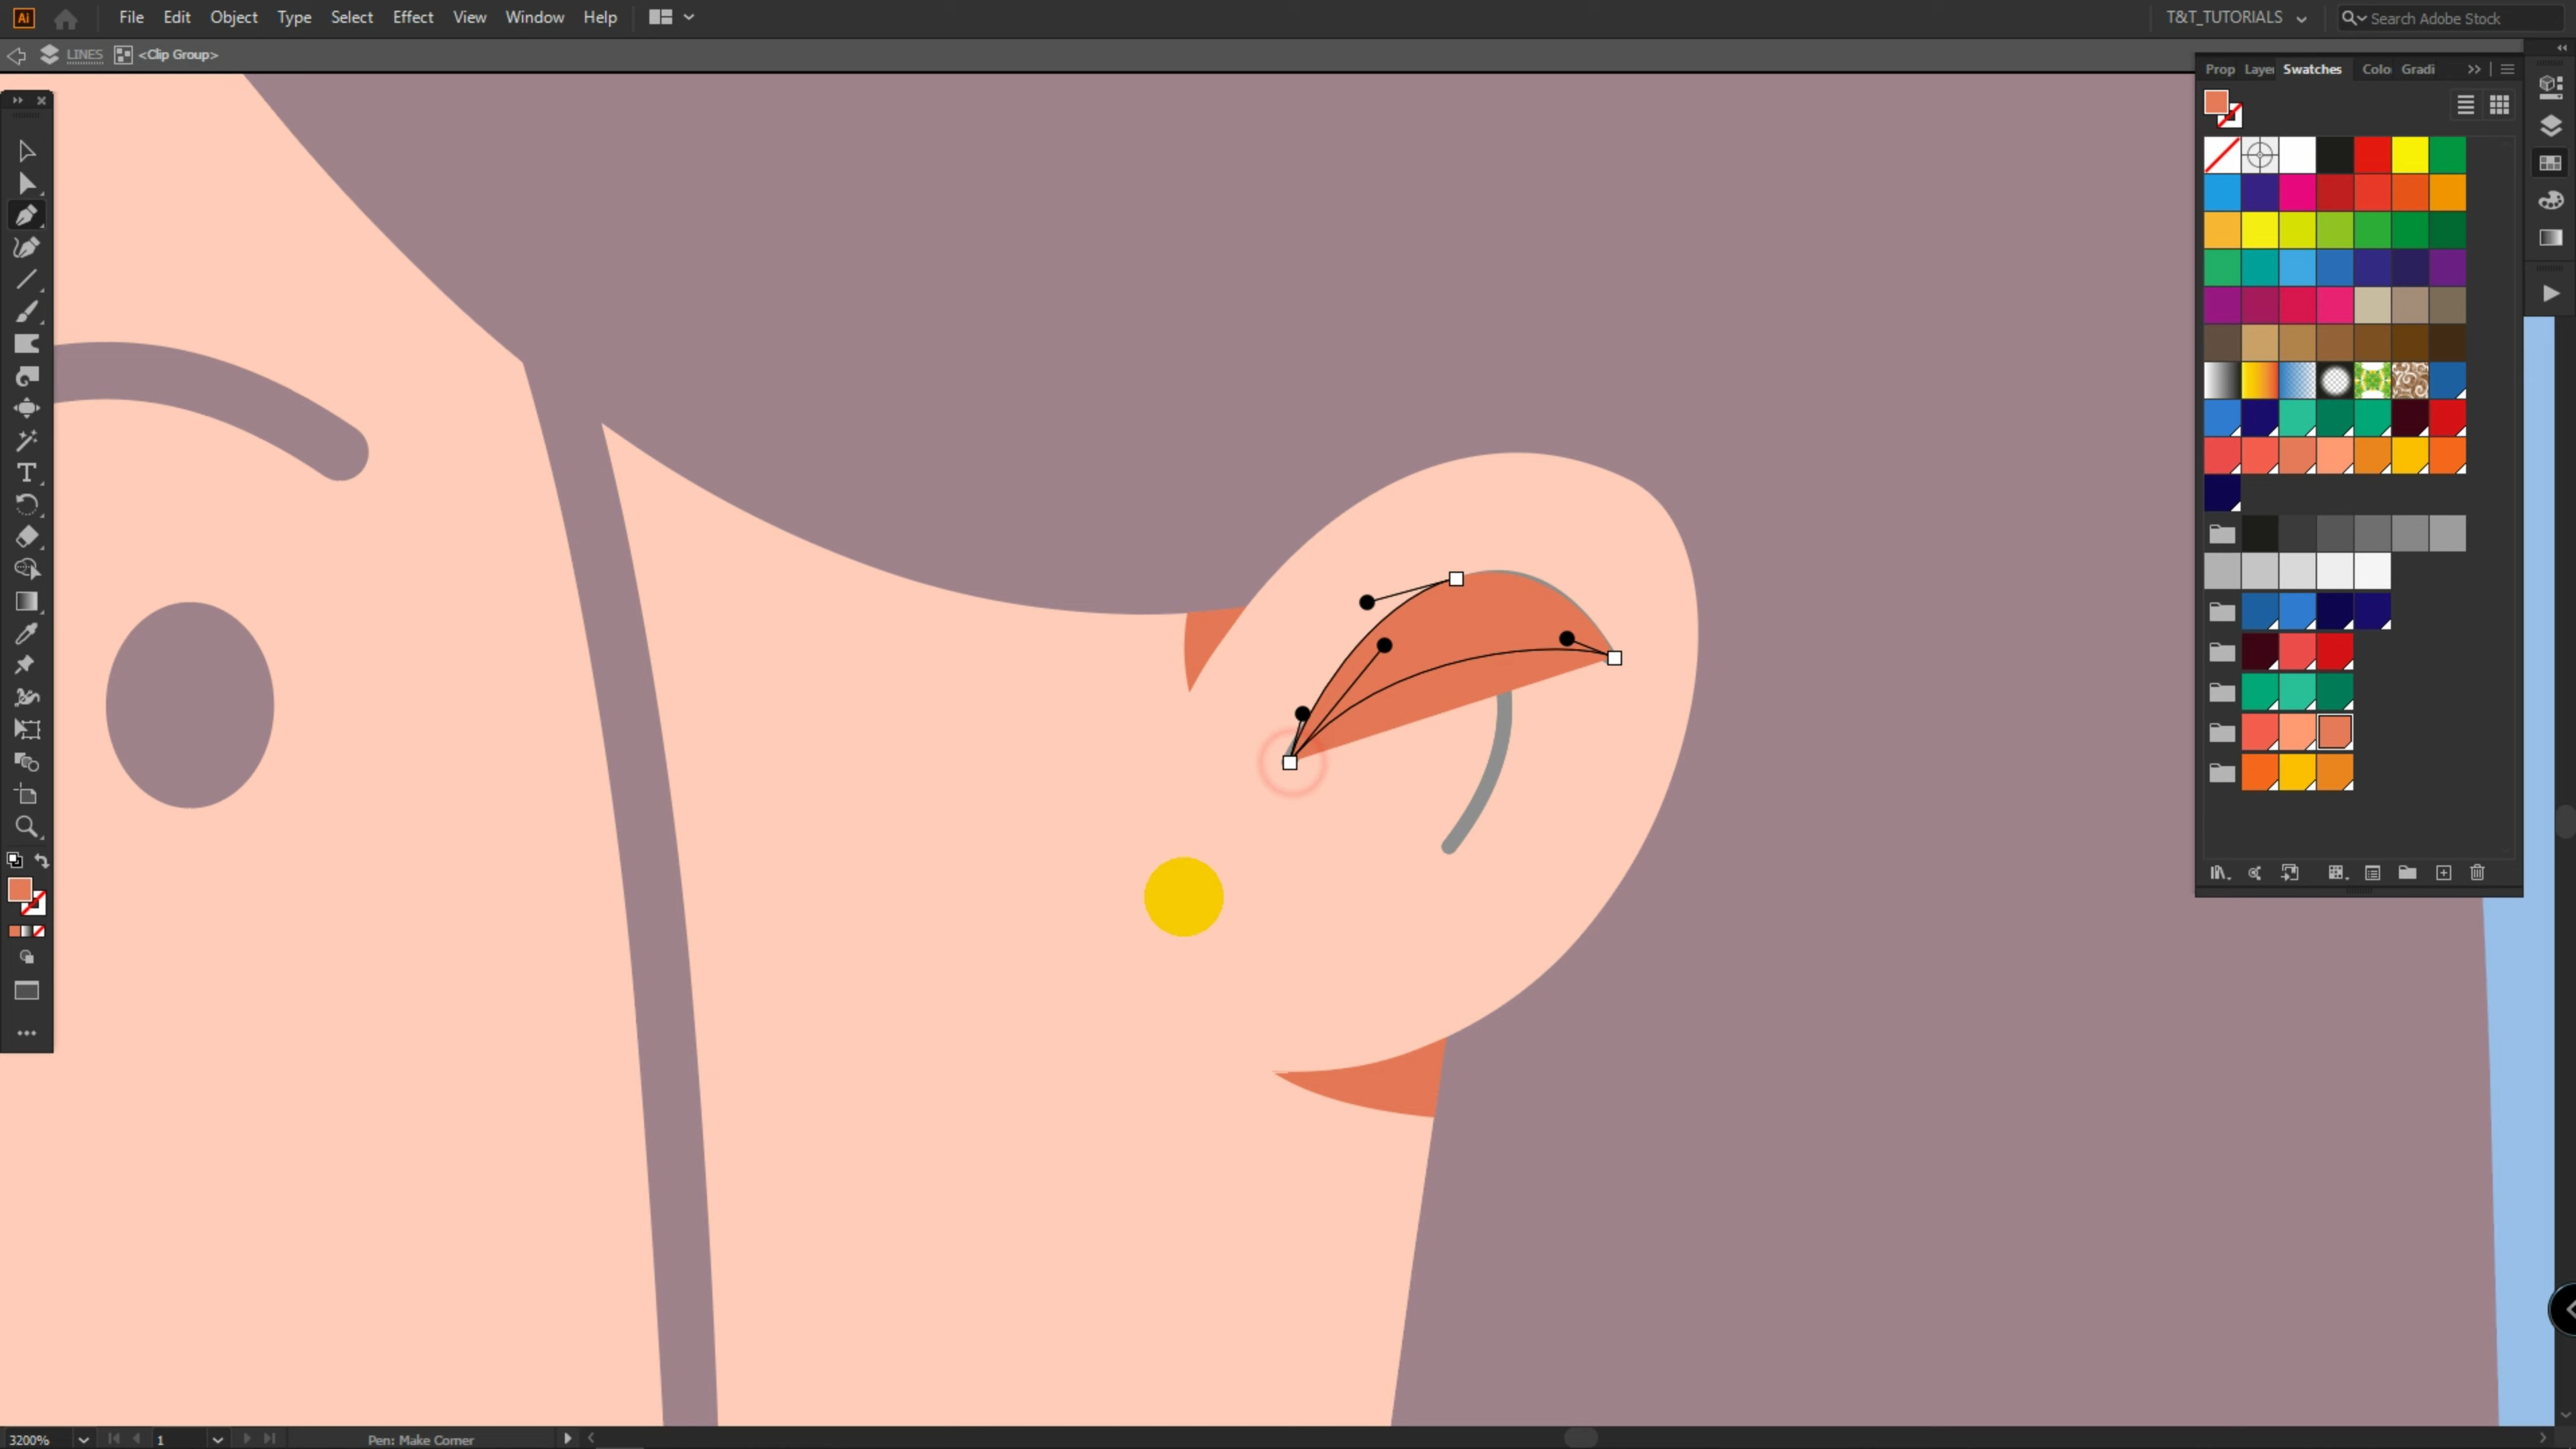 Ai File Edit Object Type Select Effect View Window Help T&T_TUTORIALS Search Adobe Stock
LINES <Clip Group>
Prop Layer Swatches Colo Gradi
T
3200% 1 Pen: Make Corner